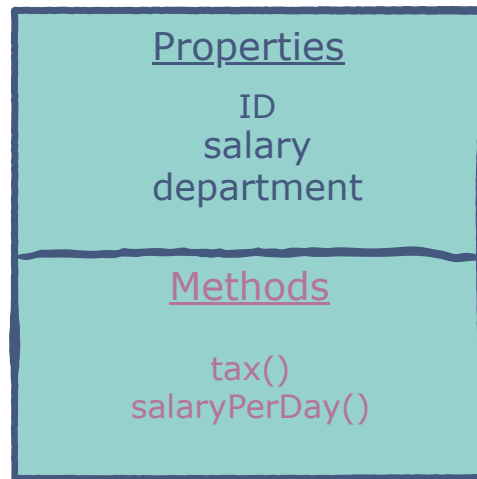 Properties
ID
salary
department
Methods
tax()
salaryPerDay()